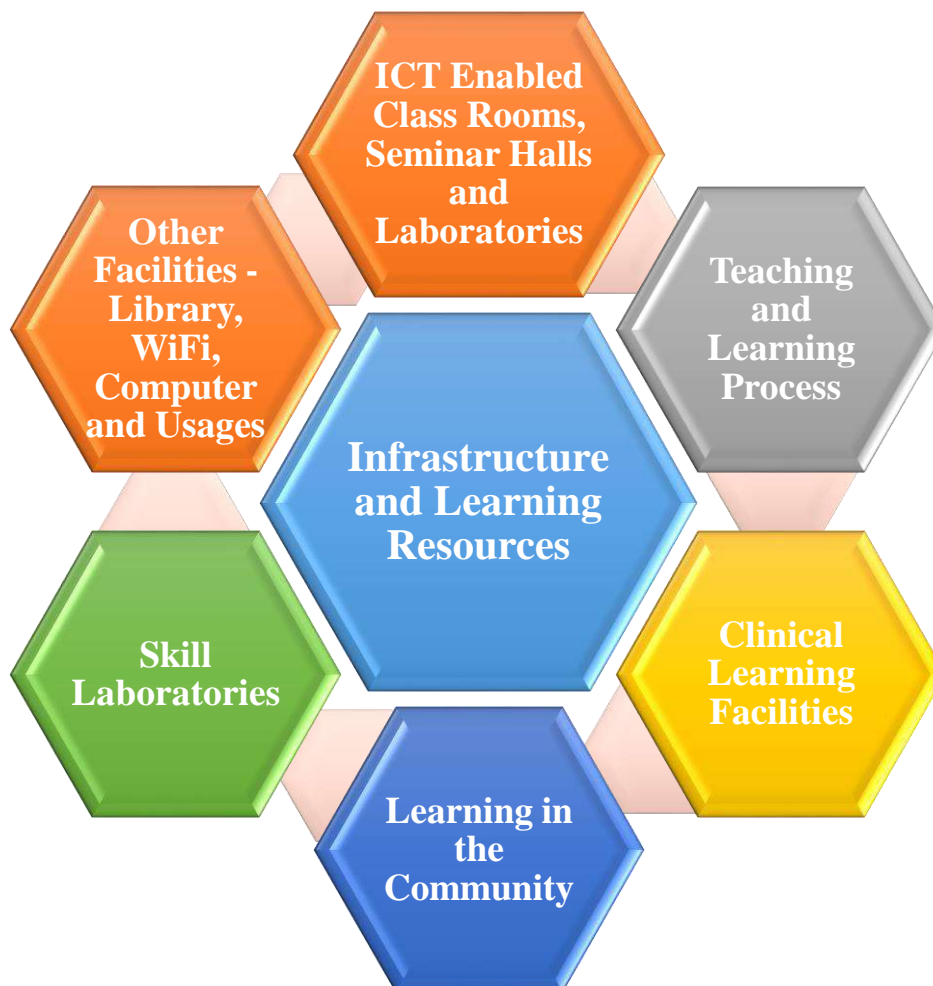 ICT Enabled
Class Rooms,
Seminar Halls
and
Laboratories
Teaching
and
Learning
Process
Clinical
Learning
Facilities
Learning in
the
Community
Skill
Laboratories
Other
Facilities -
Library,
WiFi,
Computer
and Usages
Infrastructure
and Learning
Resources